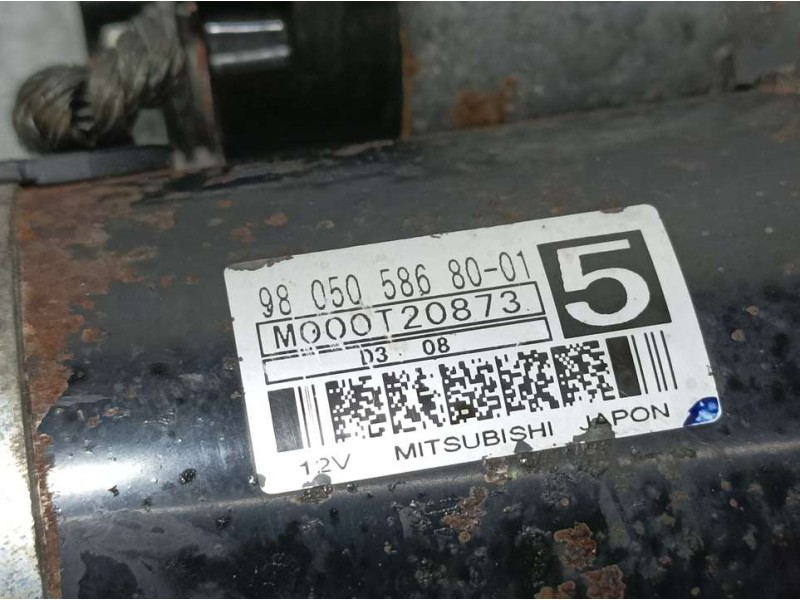 98 050 586 80-01
5
M000T20873
D3 08
12V MITSUBISHI JAPON